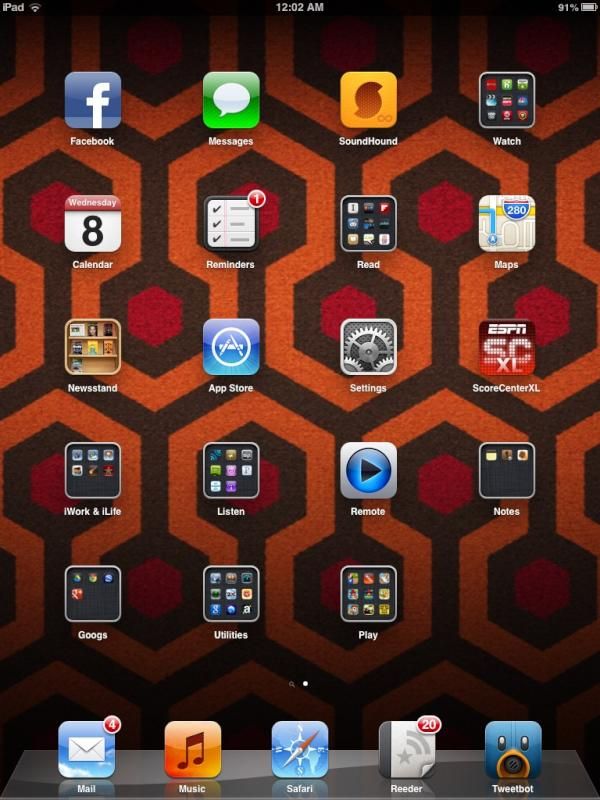 iPad 12:02 AM 91%
Facebook Messages SoundHound Watch
Wednesday
8
1
280
Calendar Reminders Read Maps
ESPN
SC
XL
Newsstand App Store Settings ScoreCenterXL
iWork & iLife Listen Remote Notes
Googs Utilities Play
4
20
Mail Music Safari Reeder Tweetbot